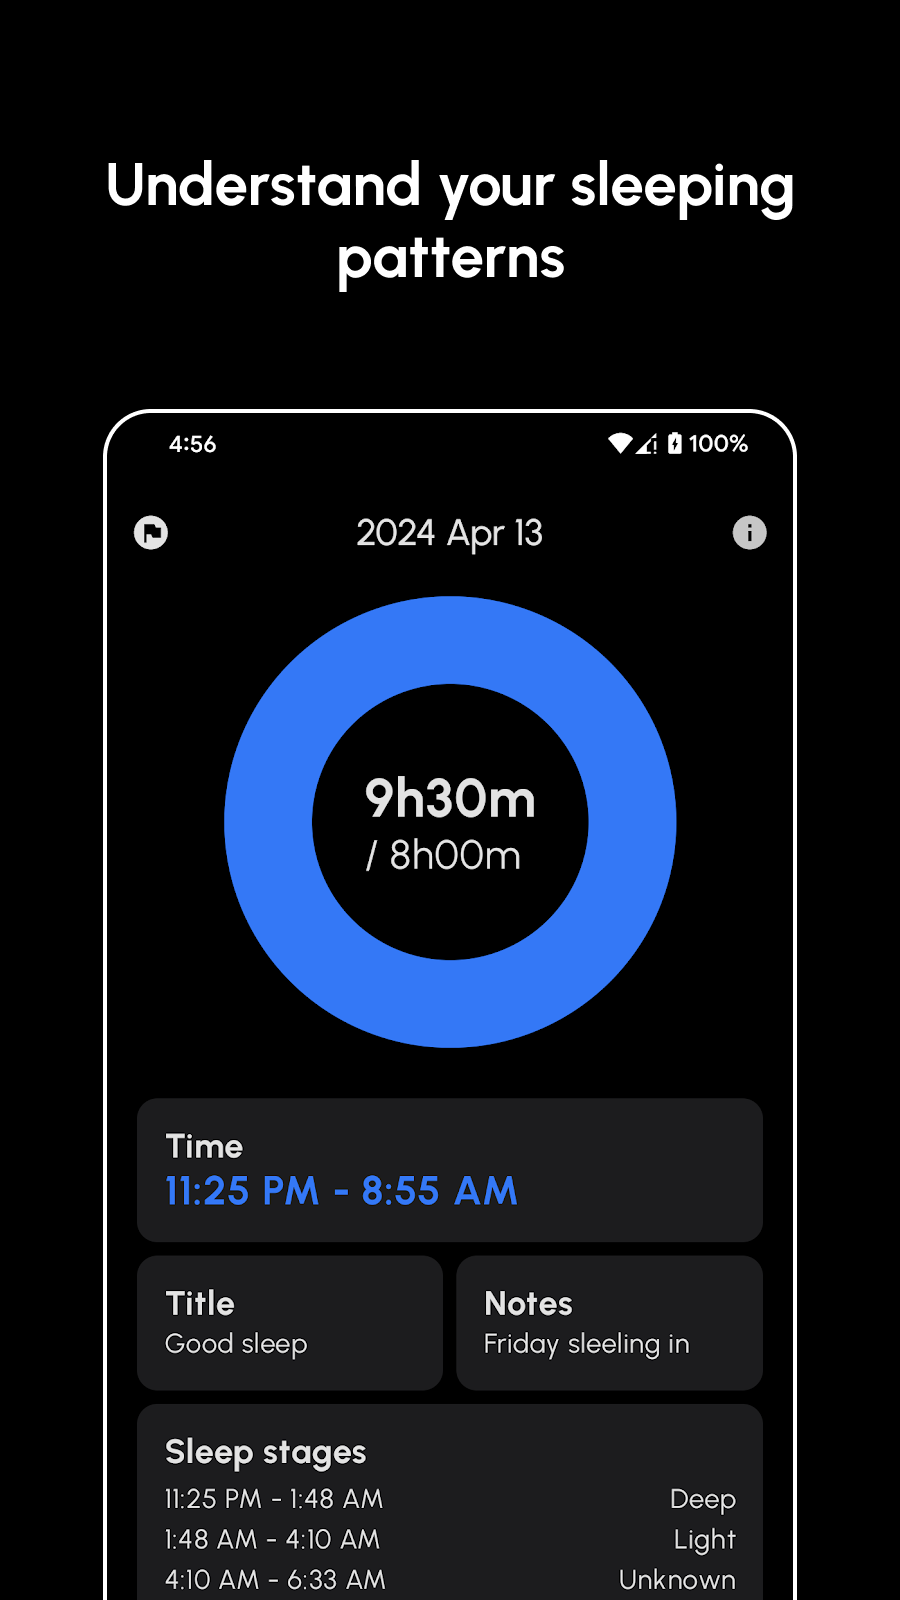 Understand your sleeping
patterns
4:56
100%
2024 Apr 13
9h30m
/ 8h00m
Time
11:25 PM - 8:55 AM
Title
Good sleep
Notes
Friday sleeling in
Sleep stages
11:25 PM - 1:48 AM Deep
1:48 AM - 4:10 AM Light
4:10 AM - 6:33 AM Unknown